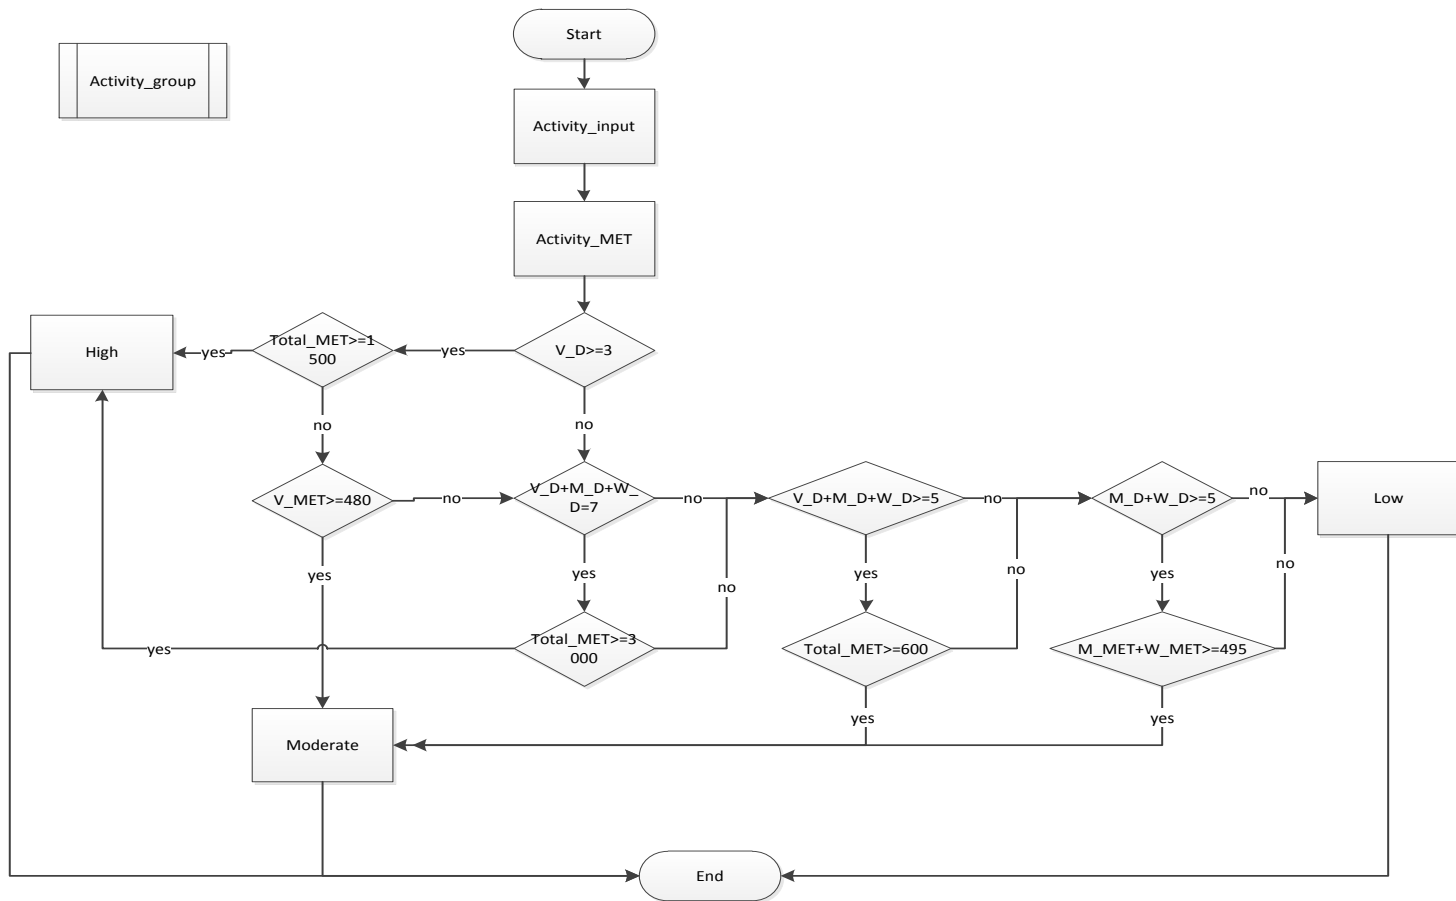 Start
Activity_group
Activity_input
Activity_MET
High
yes
Total_MET>=1
500
yes
V_D>=3
no
no
V_MET>=480
no
V_D+M_D+W_
D=7
no
V_D+M_D+W_D>=5
no
M_D+W_D>=5
no
Low
yes
yes
no
yes
no
yes
no
yes
Total_MET>=3
000
Total_MET>=600
M_MET+W_MET>=495
yes
yes
Moderate
End